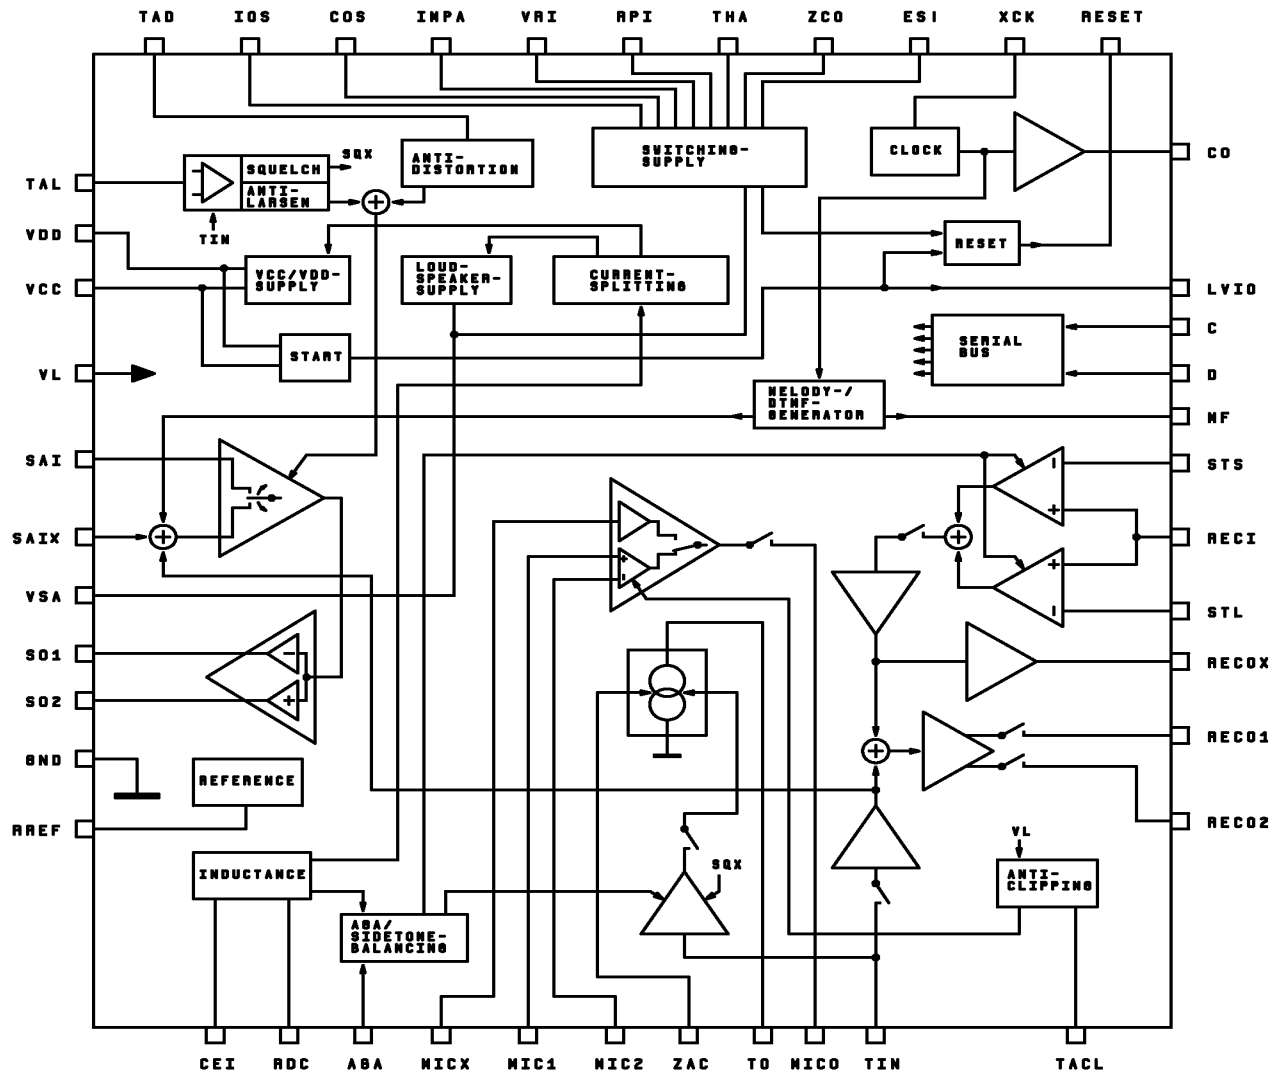 TAD IOS COS IMPA VRI RPI THA ZCO ESI XCK RESET
TAL
VDD
VCC
VL
SAI
SAIX
VSA
SO1
SO2
GND
RREF
SQUELCH
ANTI-
LARSEN
SQX
TIN
ANTI-
DISTORTION
SWITCHING-
SUPPLY
CLOCK
CO
RESET
VCC/VDD-
SUPPLY
LOUD-
SPEAKER-
SUPPLY
CURRENT-
SPLITTING
LVIO
START
SERIAL
BUS
C
D
MELODY-/
DTMF-
GENERATOR
MF
STS
RECI
STL
RECOX
RECO1
RECO2
REFERENCE
INDUCTANCE
AGA/
SIDETONE-
BALANCING
SQX
VL
ANTI-
CLIPPING
CEI RDC AGA MICX MIC1 MIC2 ZAC TO MICO TIN TACL